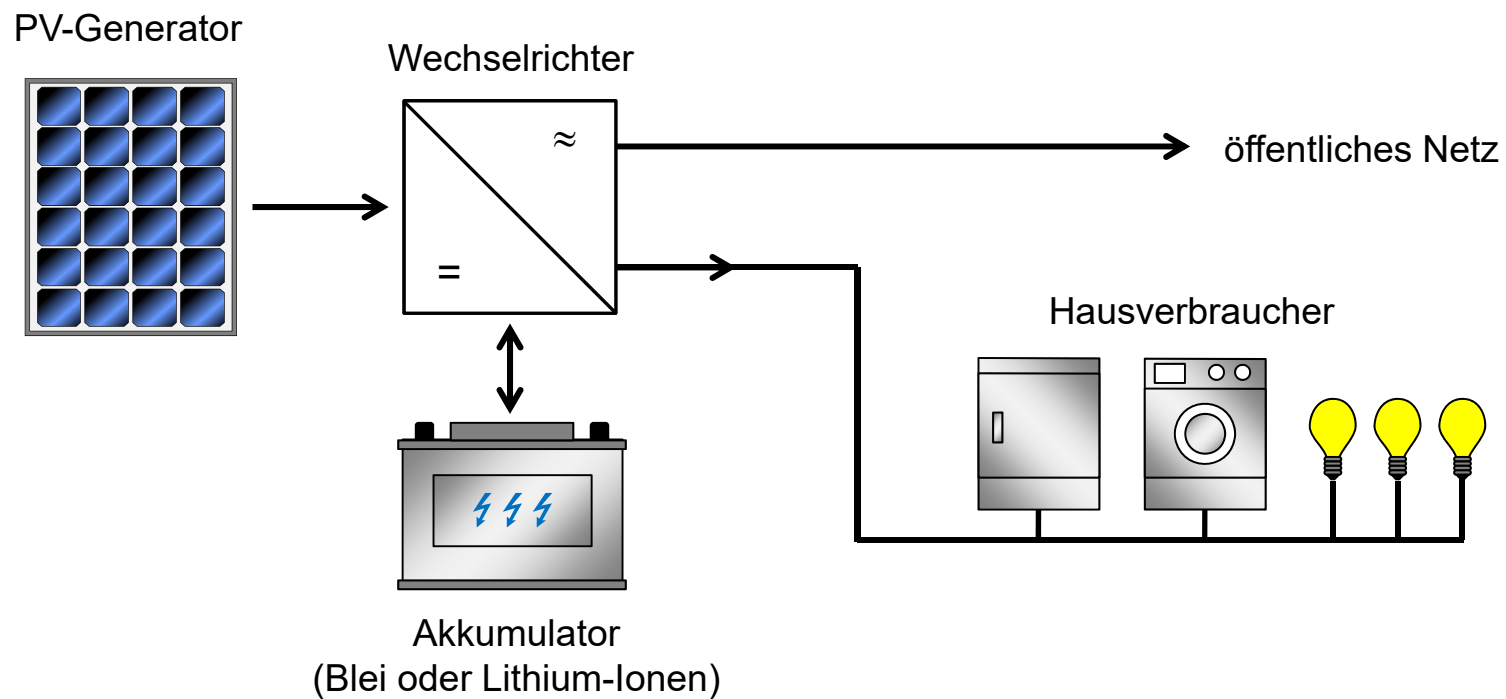 PV-Generator
Wechselrichter
≈
=
öffentliches Netz
Hausverbraucher
Akkumulator
(Blei oder Lithium-Ionen)